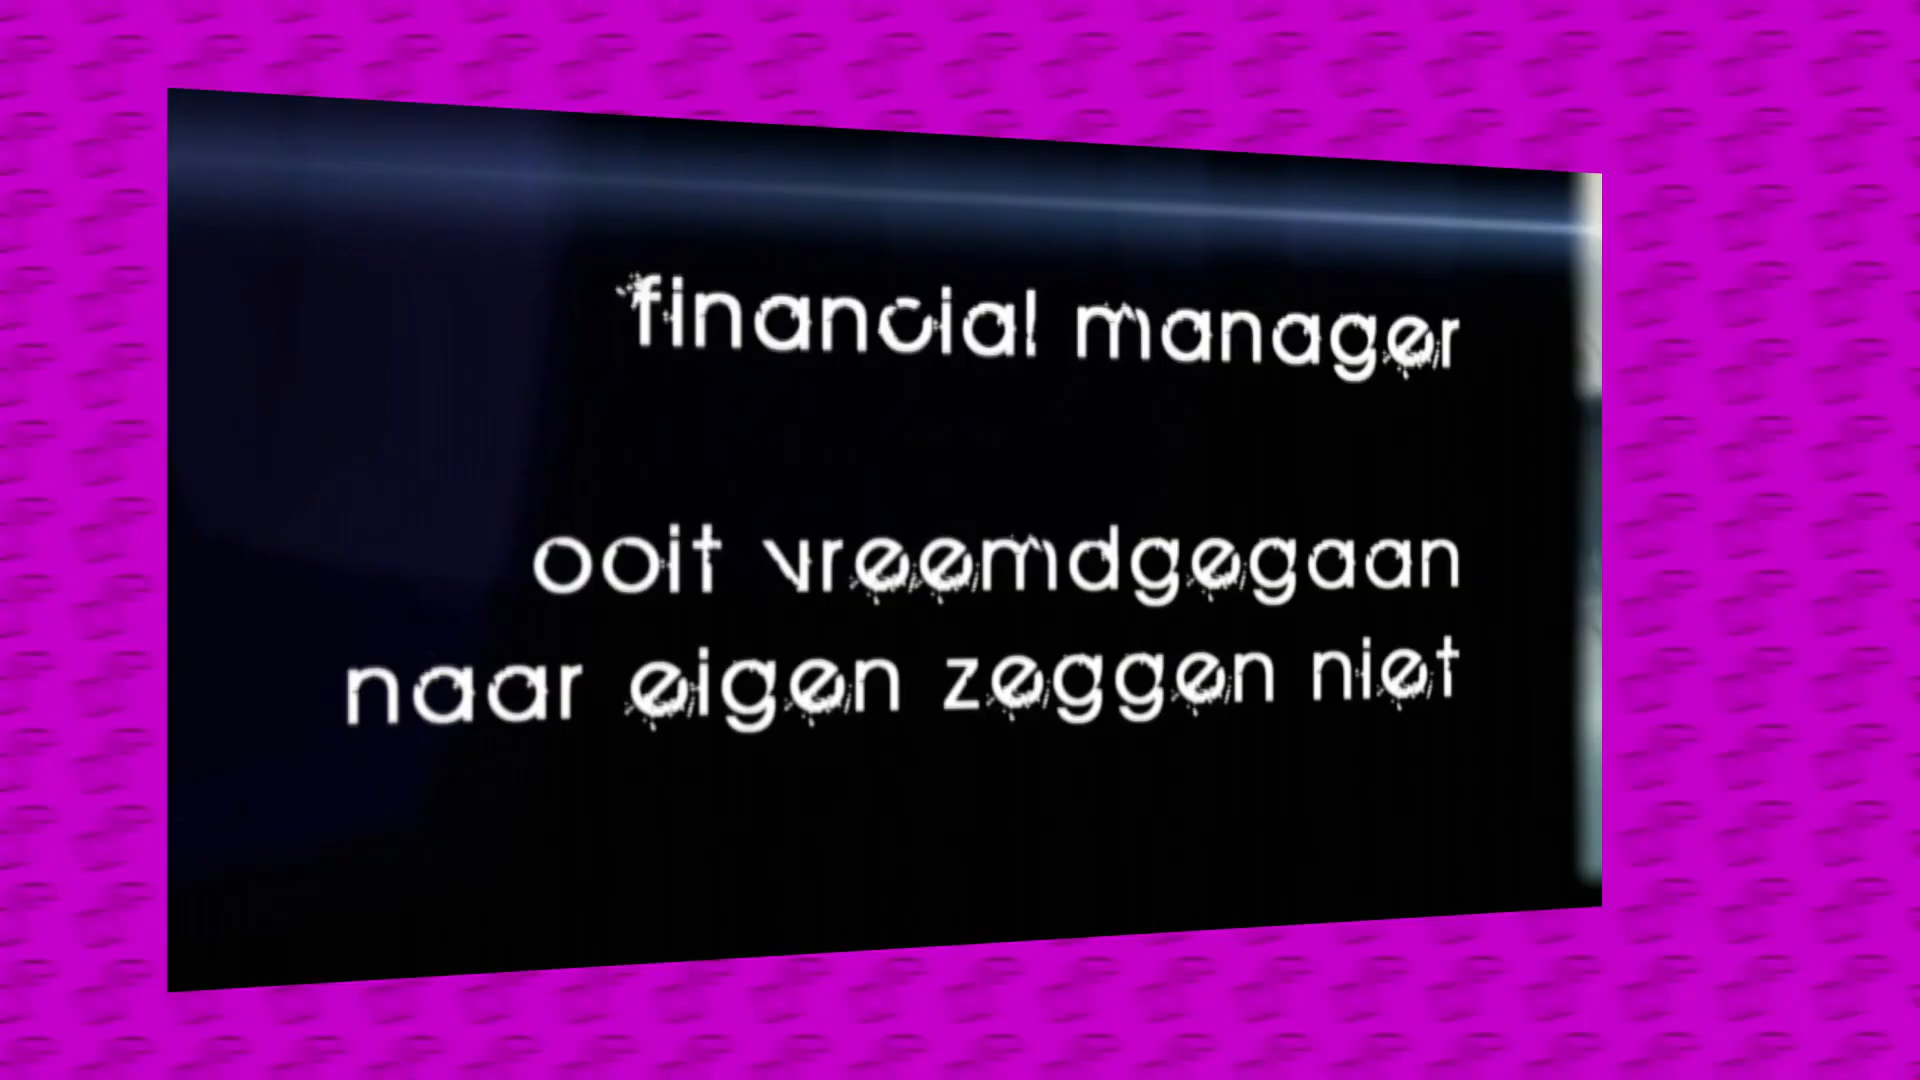 financial manager
ooit vreemdgegaan
naar eigen zeggen niet